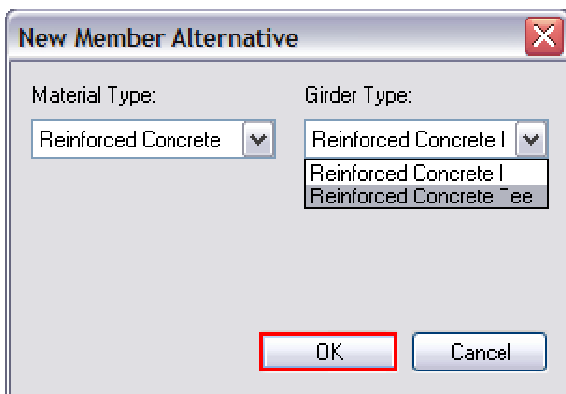 New Member Alternative
Material Type: Girder Type:
Reinforced Concrete Reinforced Concrete I
Reinforced Concrete I
Reinforced Concrete Tee
OK Cancel